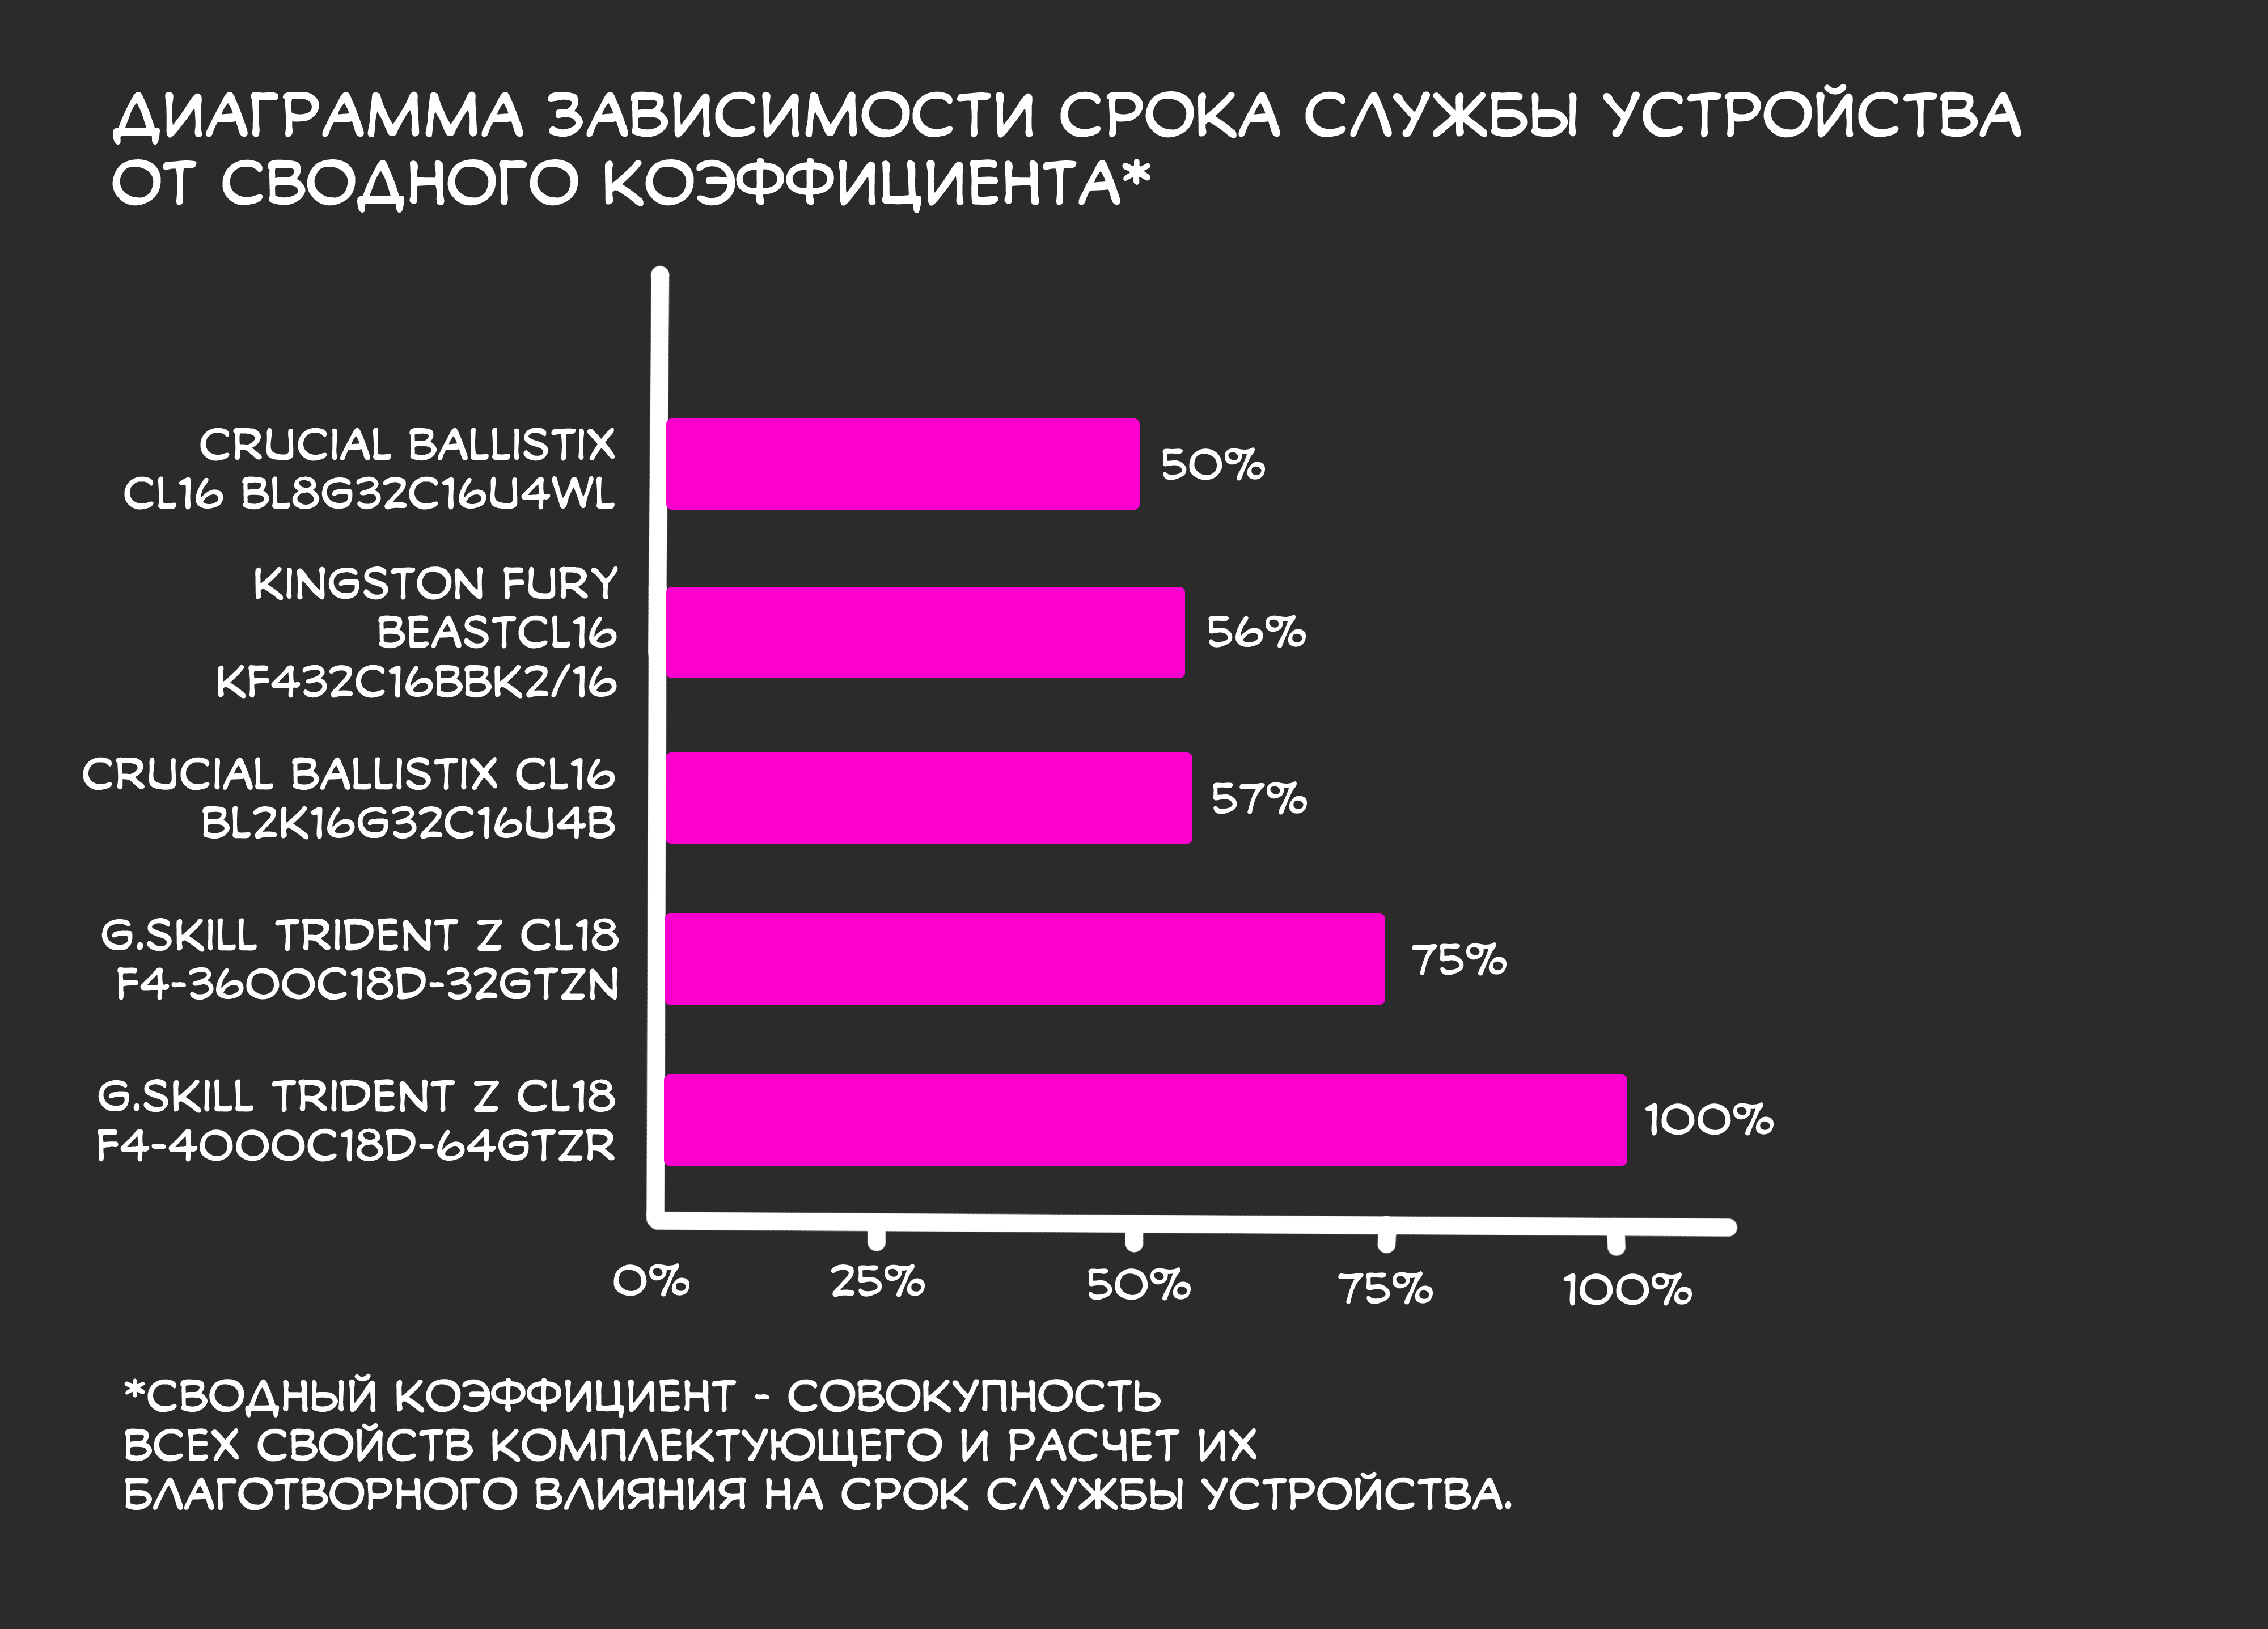 ДИАГРАММА ЗАВИСИМОСТИ СРОКА СЛУЖБЫ УСТРОЙСТВА
ОТ СВОДНОГО КОЭФФИЦИЕНТА*
CRUCIAL BALLISTIX
CL16 BL8G32C16U4WL
50%
KINGSTON FURY
BEASTCL16
KF432C16BBK2/16
56%
CRUCIAL BALLISTIX CL16
BL2K16G32C16U4B
57%
G.SKILL TRIDENT Z CL18
F4-3600C18D-32GTZN
75%
G.SKILL TRIDENT Z CL18
F4-4000C18D-64GTZR
100%
0% 25% 50% 75% 100%
*СВОДНЫЙ КОЭФФИЦИЕНТ - СОВОКУПНОСТЬ
ВСЕХ СВОЙСТВ КОМПЛЕКТУЮЩЕГО И РАСЧЕТ ИХ
БЛАГОТВОРНОГО ВЛИЯНИЯ НА СРОК СЛУЖБЫ УСТРОЙСТВА.